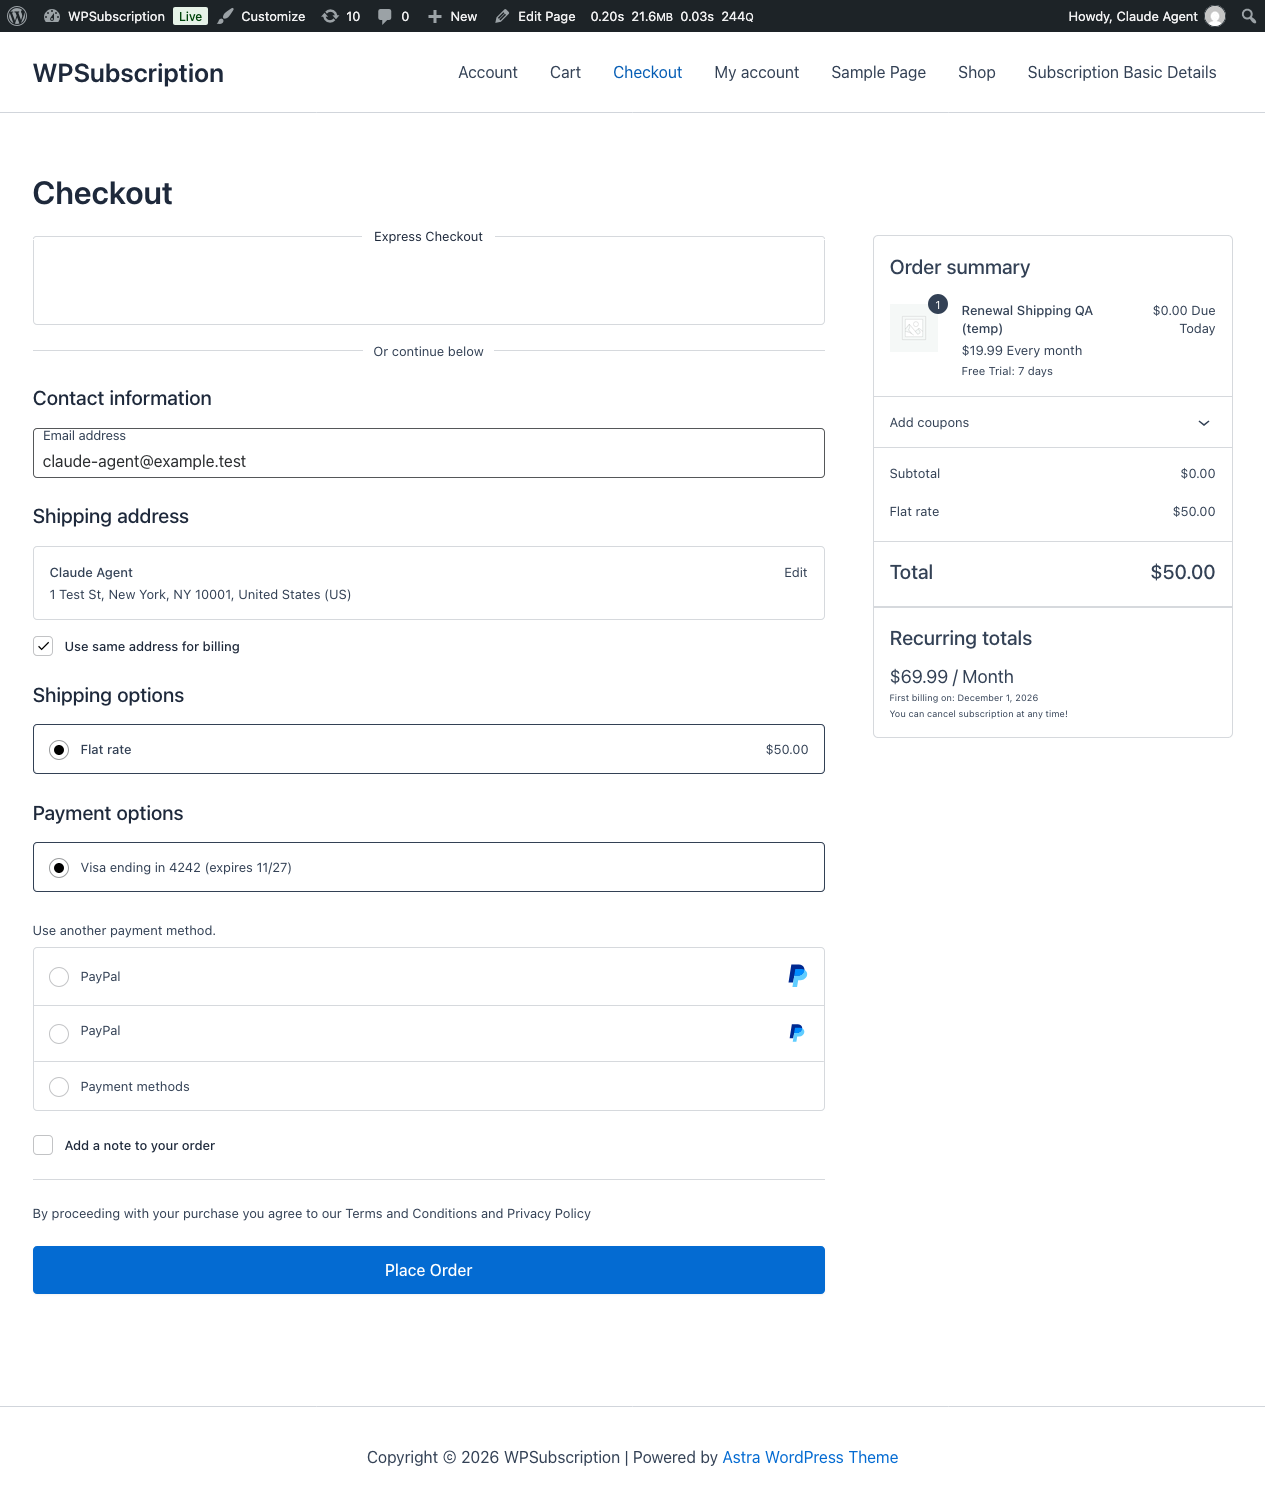 WPSubscription Live Customize 10 0 New Edit Page 0.20s 21.6MB 0.03s 244Q Howdy, Claude Agent
WPSubscription
Account Cart Checkout My account Sample Page Shop Subscription Basic Details
Checkout
Express Checkout
Or continue below
Contact information
Email address
claude-agent@example.test
Shipping address
Claude Agent Edit
1 Test St, New York, NY 10001, United States (US)
Use same address for billing
Shipping options
Flat rate $50.00
Payment options
Visa ending in 4242 (expires 11/27)
Use another payment method.
PayPal
PayPal
Payment methods
Add a note to your order
By proceeding with your purchase you agree to our Terms and Conditions and Privacy Policy
Place Order
Order summary
1
Renewal Shipping QA $0.00 Due
(temp) Today
$19.99 Every month
Free Trial: 7 days
Add coupons
Subtotal $0.00
Flat rate $50.00
Total $50.00
Recurring totals
$69.99 / Month
First billing on: December 1, 2026
You can cancel subscription at any time!
Copyright © 2026 WPSubscription | Powered by Astra WordPress Theme